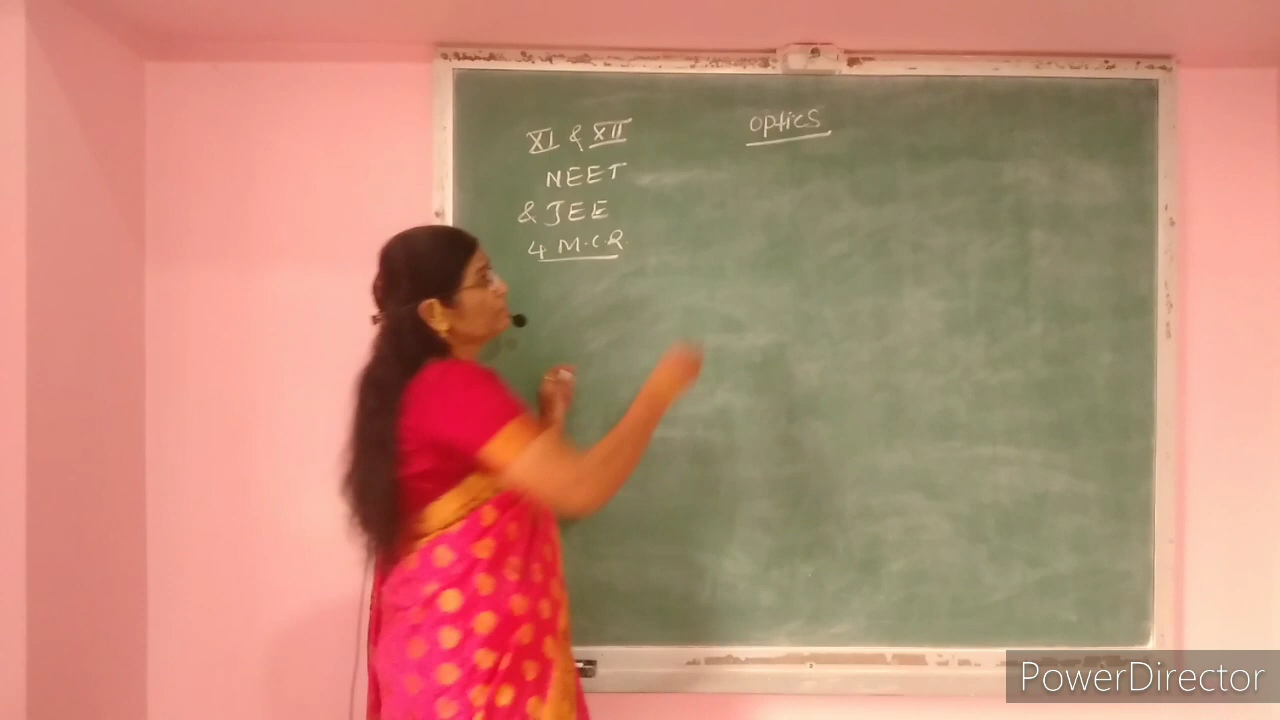 XI & XII
NEET
& JEE
4 M.C.Q.
Optics
PowerDirector